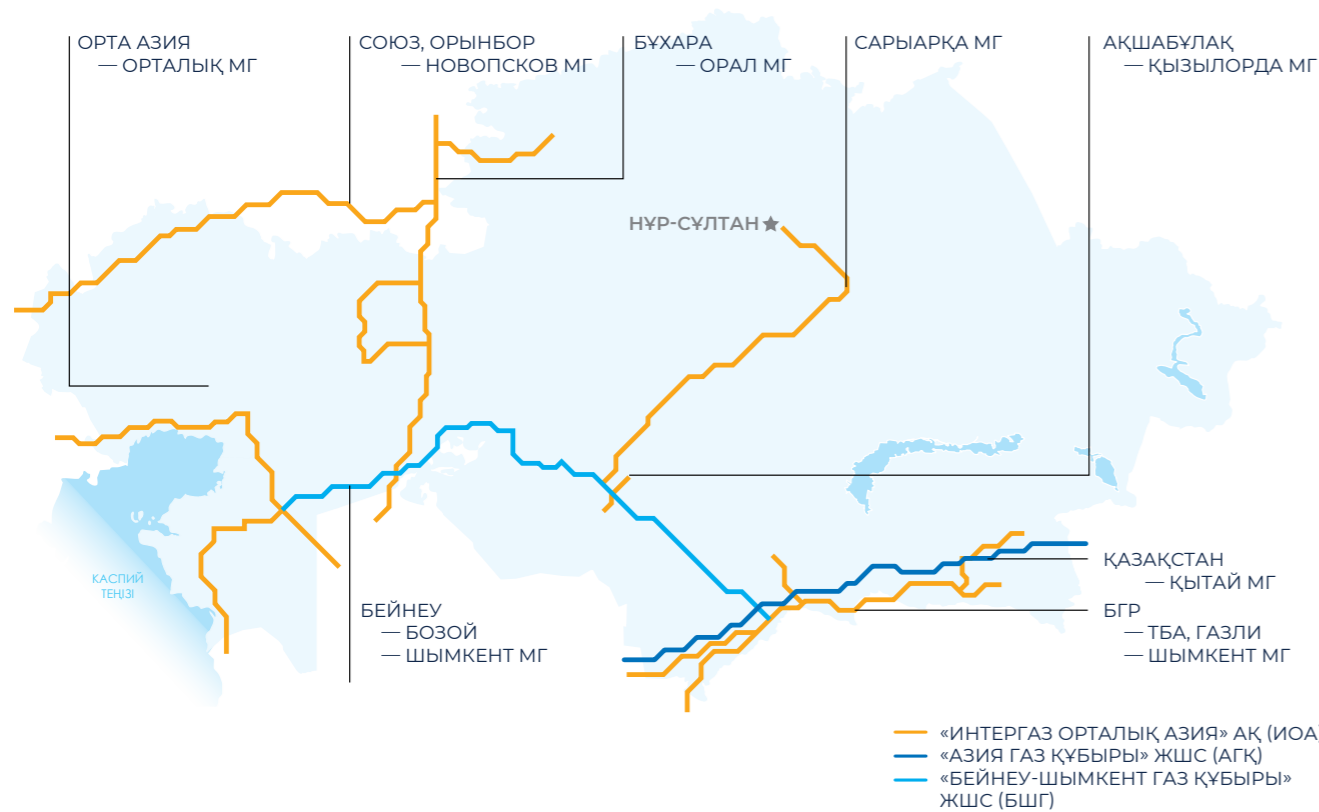 ОРТА АЗИЯ
— ОРТАЛЫҚ МГ
СОЮЗ, ОРЫНБОР
— НОВОПСКОВ МГ
БҰХАРА
— ОРАЛ МГ
САРЫАРҚА МГ
АҚШАБҰЛАҚ
— ҚЫЗЫЛОРДА МГ
НҰР-СҰЛТАН
КАСПИЙ
ТЕҢІЗІ
БЕЙНЕУ
— БОЗОЙ
— ШЫМКЕНТ МГ
ҚАЗАҚСТАН
— ҚЫТАЙ МГ
БГР
— ТБА, ГАЗЛИ
— ШЫМКЕНТ МГ
«ИНТЕРГАЗ ОРТАЛЫҚ АЗИЯ» АҚ (ИОА)
«АЗИЯ ГАЗ ҚҰБЫРЫ» ЖШС (АГҚ)
«БЕЙНЕУ-ШЫМКЕНТ ГАЗ ҚҰБЫРЫ»
ЖШС (БШГ)